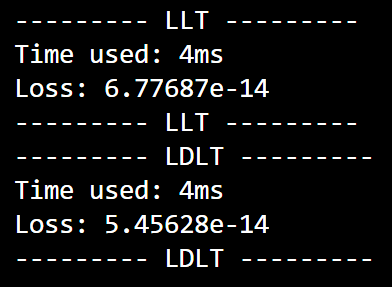 --------- LLT ---------
Time used: 4ms
Loss: 6.77687e-14
--------- LLT ---------
--------- LDLT ---------
Time used: 4ms
Loss: 5.45628e-14
--------- LDLT ---------